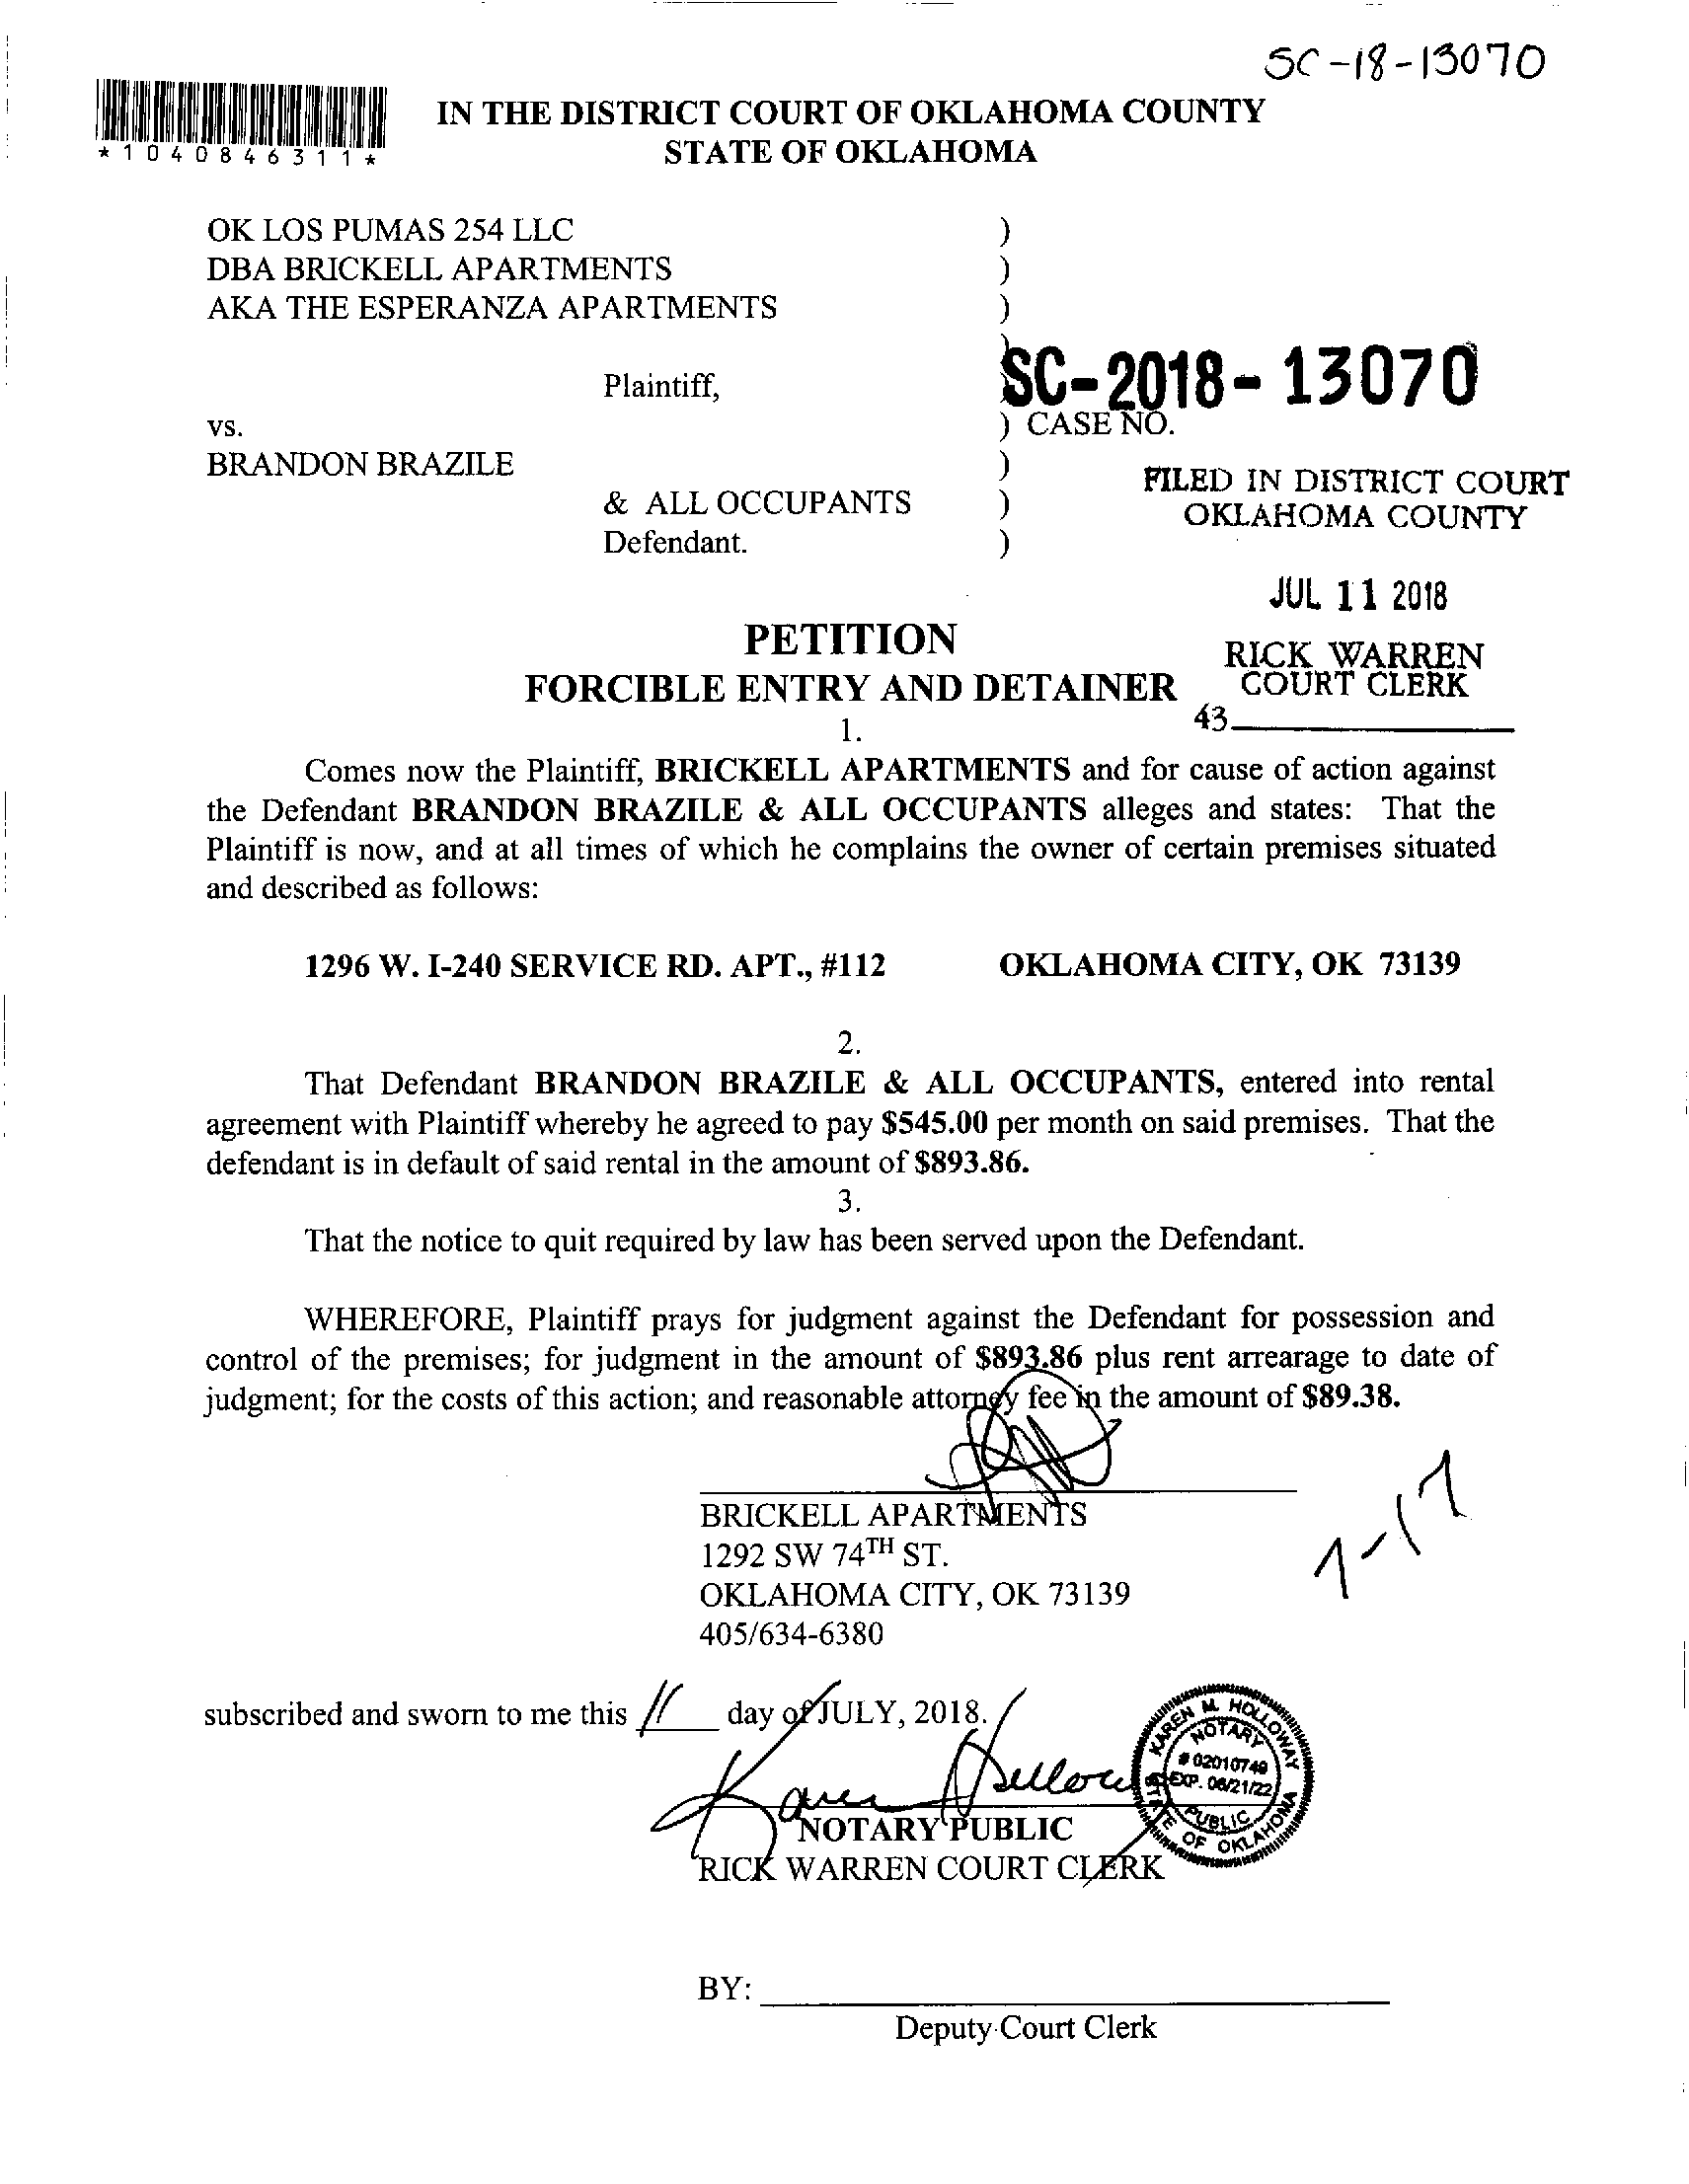 SC-18-13070
*1040846311*
IN THE DISTRICT COURT OF OKLAHOMA COUNTY
STATE OF OKLAHOMA
OK LOS PUMAS 254 LLC )
DBA BRICKELL APARTMENTS )
AKA THE ESPERANZA APARTMENTS )
)
Plaintiff, SC-2018-13070
vs. ) CASE NO.
BRANDON BRAZILE )
& ALL OCCUPANTS )
Defendant. )
FILED IN DISTRICT COURT
OKLAHOMA COUNTY
JUL 11 2018
RICK WARREN
COURT CLERK
43
PETITION
FORCIBLE ENTRY AND DETAINER
1.
Comes now the Plaintiff, BRICKELL APARTMENTS and for cause of action against
the Defendant BRANDON BRAZILE & ALL OCCUPANTS alleges and states: That the
Plaintiff is now, and at all times of which he complains the owner of certain premises situated
and described as follows:
1296 W. I-240 SERVICE RD. APT., #112 OKLAHOMA CITY, OK 73139
2.
That Defendant BRANDON BRAZILE & ALL OCCUPANTS, entered into rental
agreement with Plaintiff whereby he agreed to pay $545.00 per month on said premises. That the
defendant is in default of said rental in the amount of $893.86.
3.
That the notice to quit required by law has been served upon the Defendant.
WHEREFORE, Plaintiff prays for judgment against the Defendant for possession and
control of the premises; for judgment in the amount of $893.86 plus rent arrearage to date of
judgment; for the costs of this action; and reasonable attorney fee in the amount of $89.38.
BRICKELL APARTMENTS
1292 SW 74TH ST.
OKLAHOMA CITY, OK 73139
405/634-6380
subscribed and sworn to me this 11 day of JULY, 2018.
Karen Holloway
KAREN M. HOLLOWAY
NOTARY
# 02010749
EXP. 06/21/22
PUBLIC
STATE OF OKLAHOMA
NOTARY PUBLIC
RICK WARREN COURT CLERK
BY:
Deputy Court Clerk